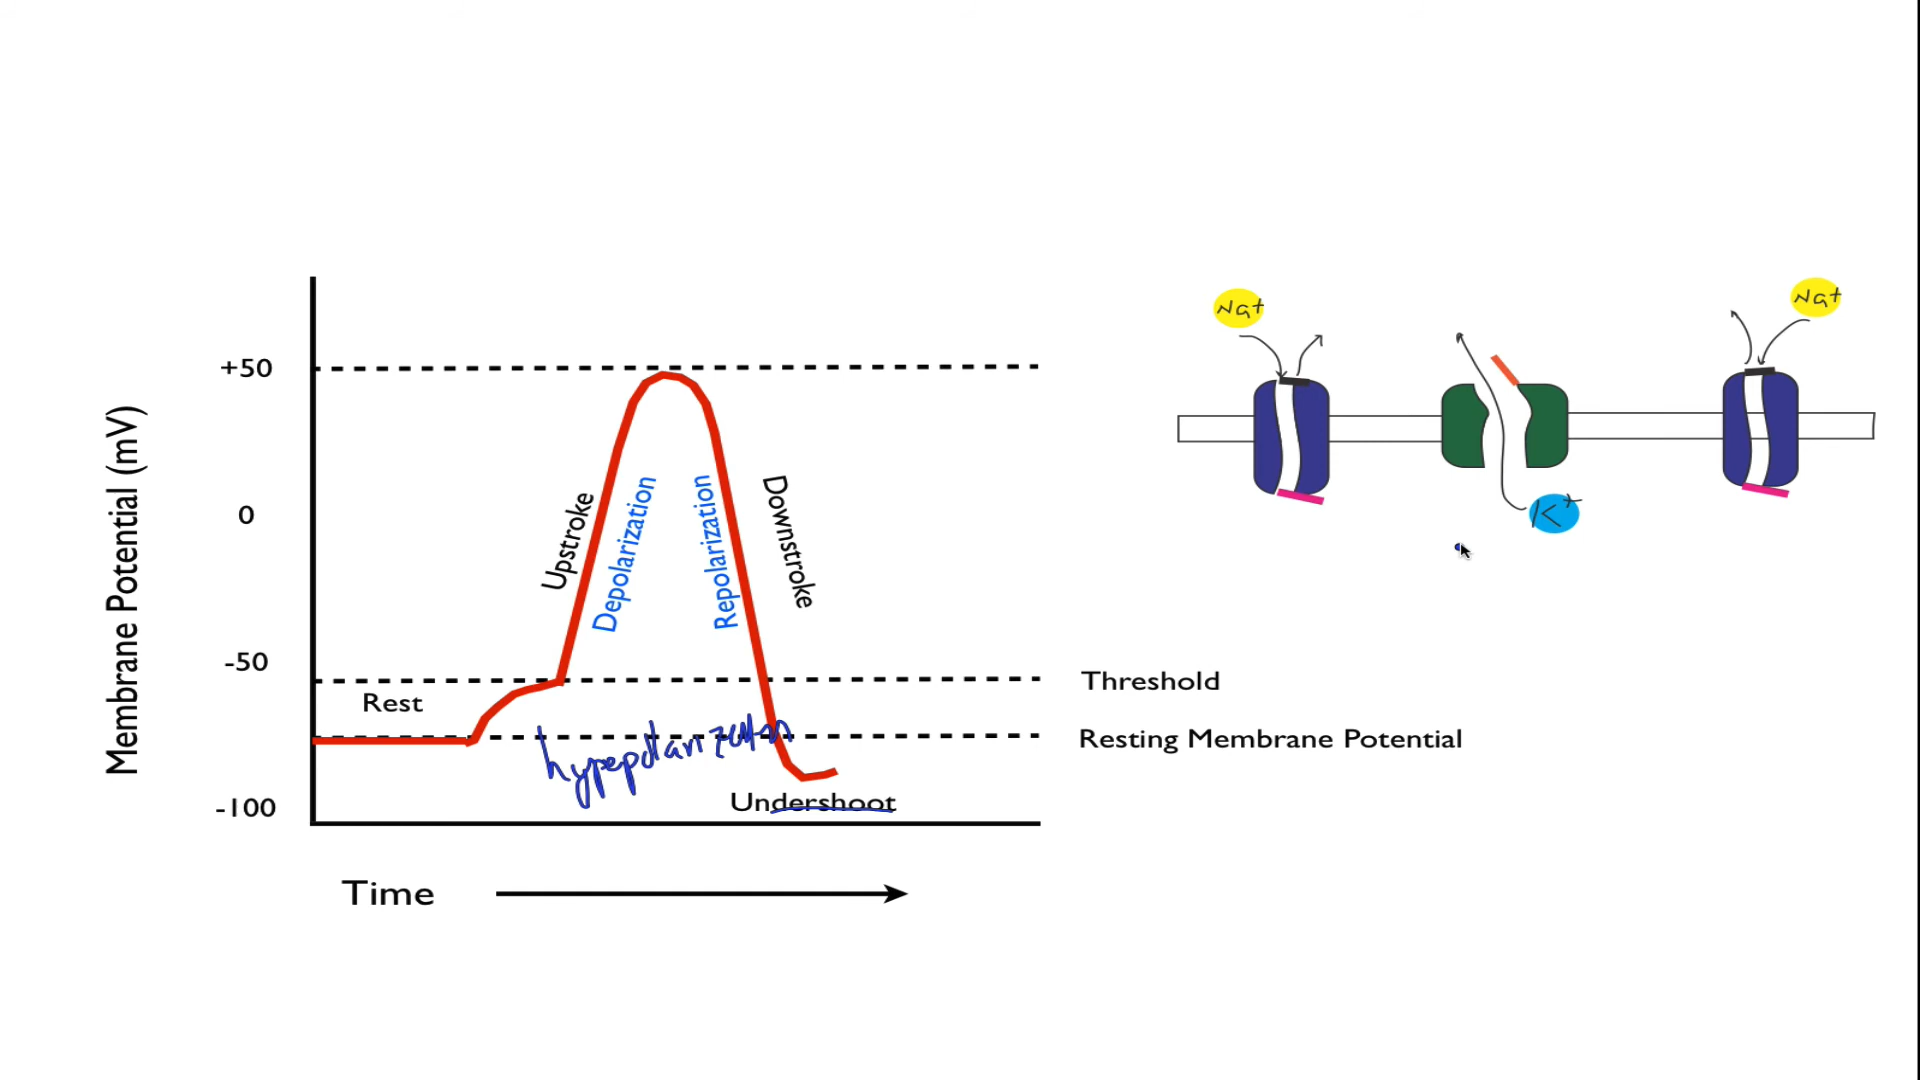 Membrane Potential (mV)
+50
0
-50
-100
Rest
Upstroke
Depolarization
Repolarization
Downstroke
hyperpolarization
Undershoot
Time
Threshold
Resting Membrane Potential
Na+
K+
Na+